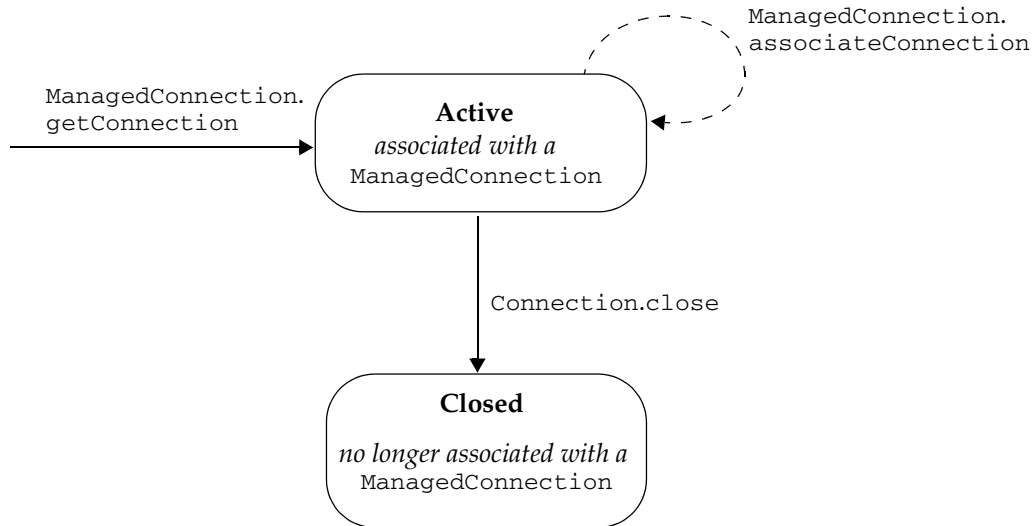 ManagedConnection.
associateConnection
ManagedConnection.
getConnection
Active
associated with a
ManagedConnection
Connection.close
Closed
no longer associated with a
ManagedConnection